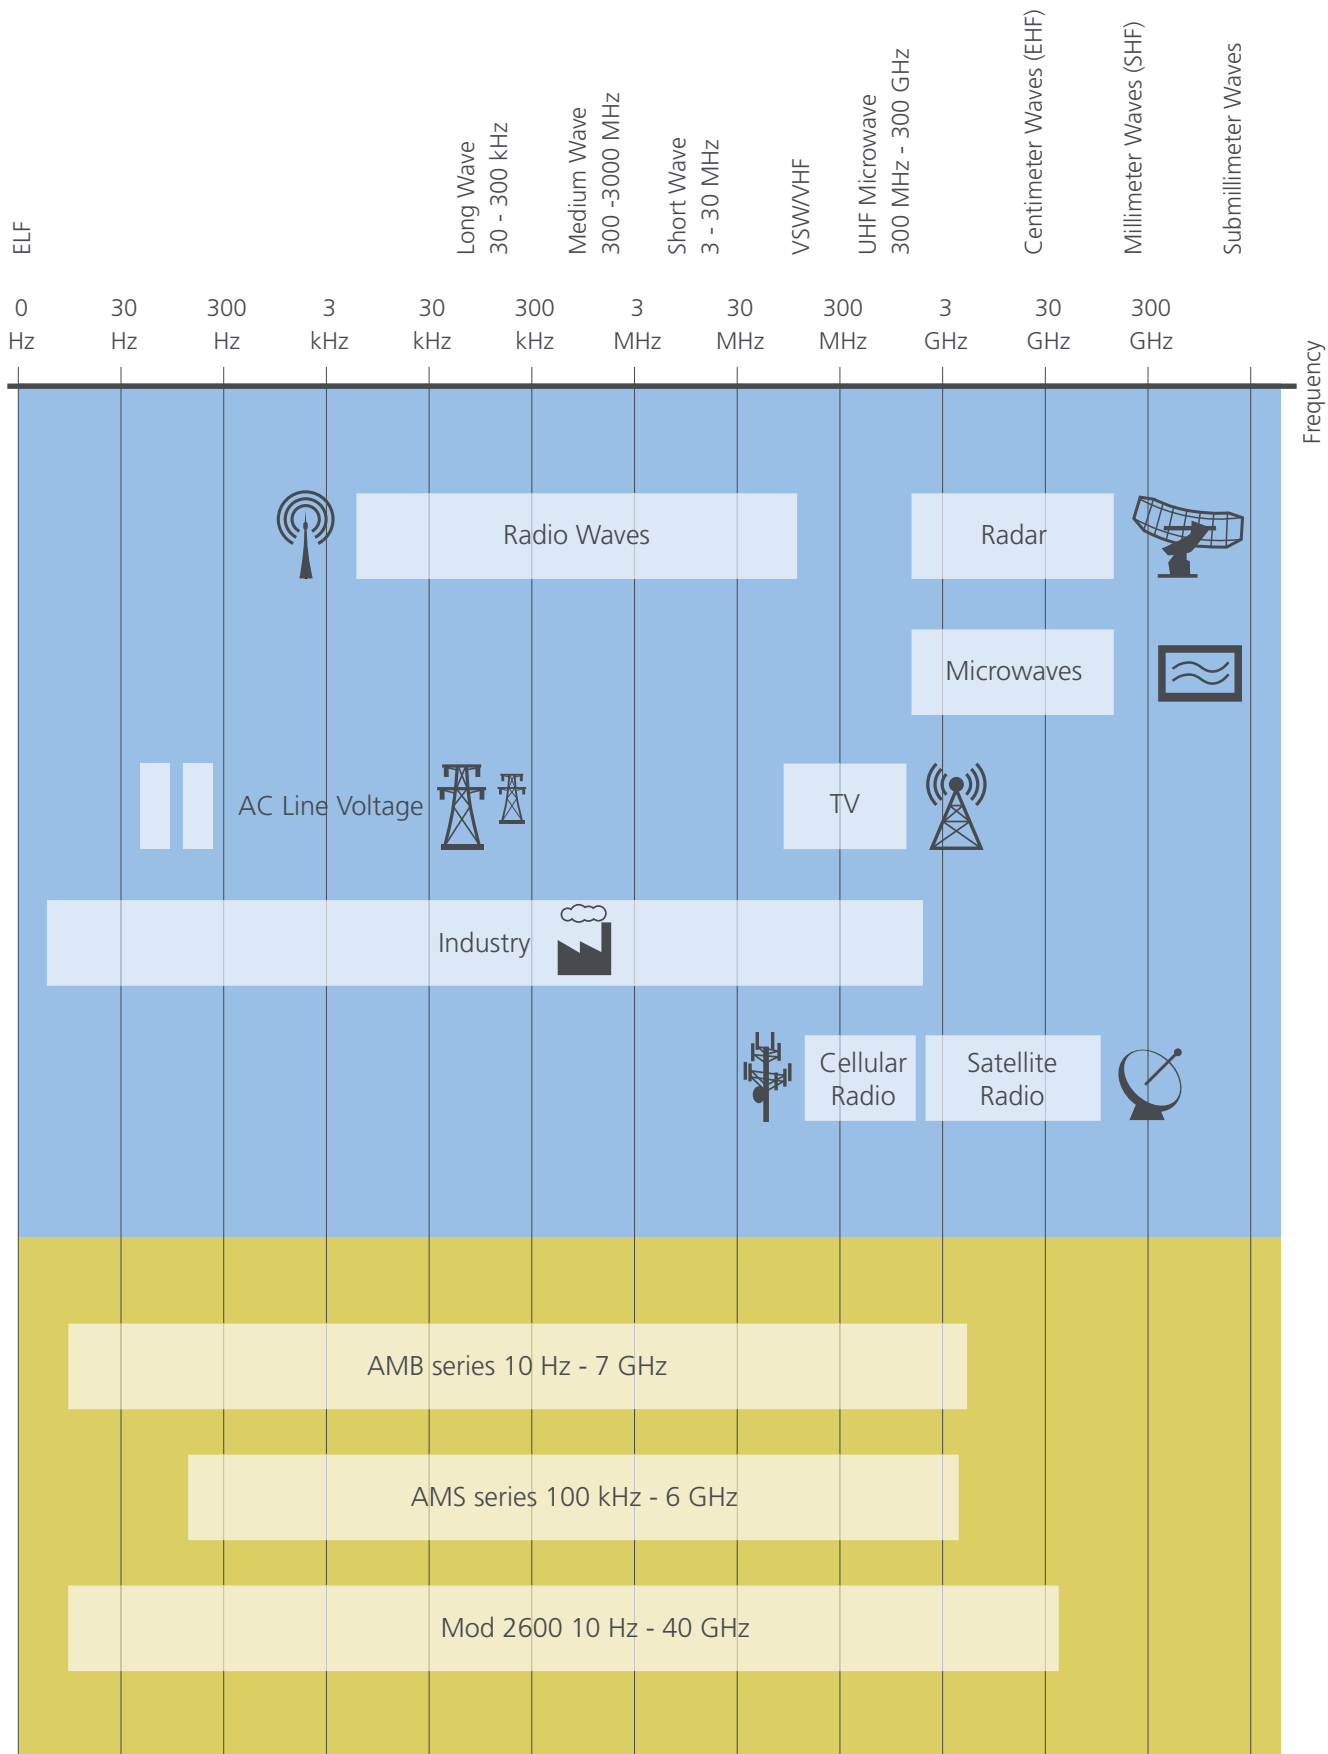 ELF
Long Wave
30 - 300 kHz
Medium Wave
300 -3000 MHz
Short Wave
3 - 30 MHz
VSW/VHF
UHF Microwave
300 MHz - 300 GHz
Centimeter Waves (EHF)
Millimeter Waves (SHF)
Submillimeter Waves
0 30 300 3 30 300 3 30 300 3 30 300
Hz Hz Hz kHz kHz kHz MHz MHz MHz GHz GHz GHz
Frequency
Radio Waves
Radar
Microwaves
AC Line Voltage
TV
Industry
Cellular
Radio
Satellite
Radio
AMB series 10 Hz - 7 GHz
AMS series 100 kHz - 6 GHz
Mod 2600 10 Hz - 40 GHz